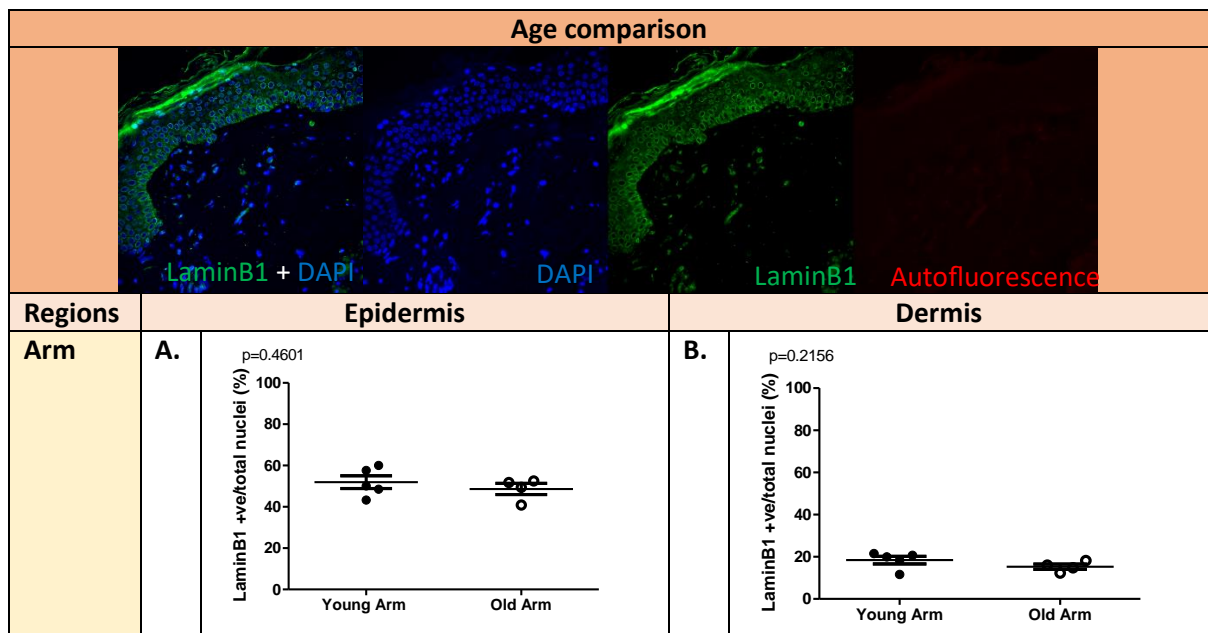 Age comparison
LaminB1 + DAPI
DAPI
LaminB1
Autofluorescence
Regions
Epidermis
Dermis
Arm
A.
p=0.4601
LaminB1 +ve/total nuclei (%)
100
80
60
40
20
0
Young Arm
Old Arm
B.
p=0.2156
LaminB1 +ve/total nuclei (%)
100
80
60
40
20
0
Young Arm
Old Arm